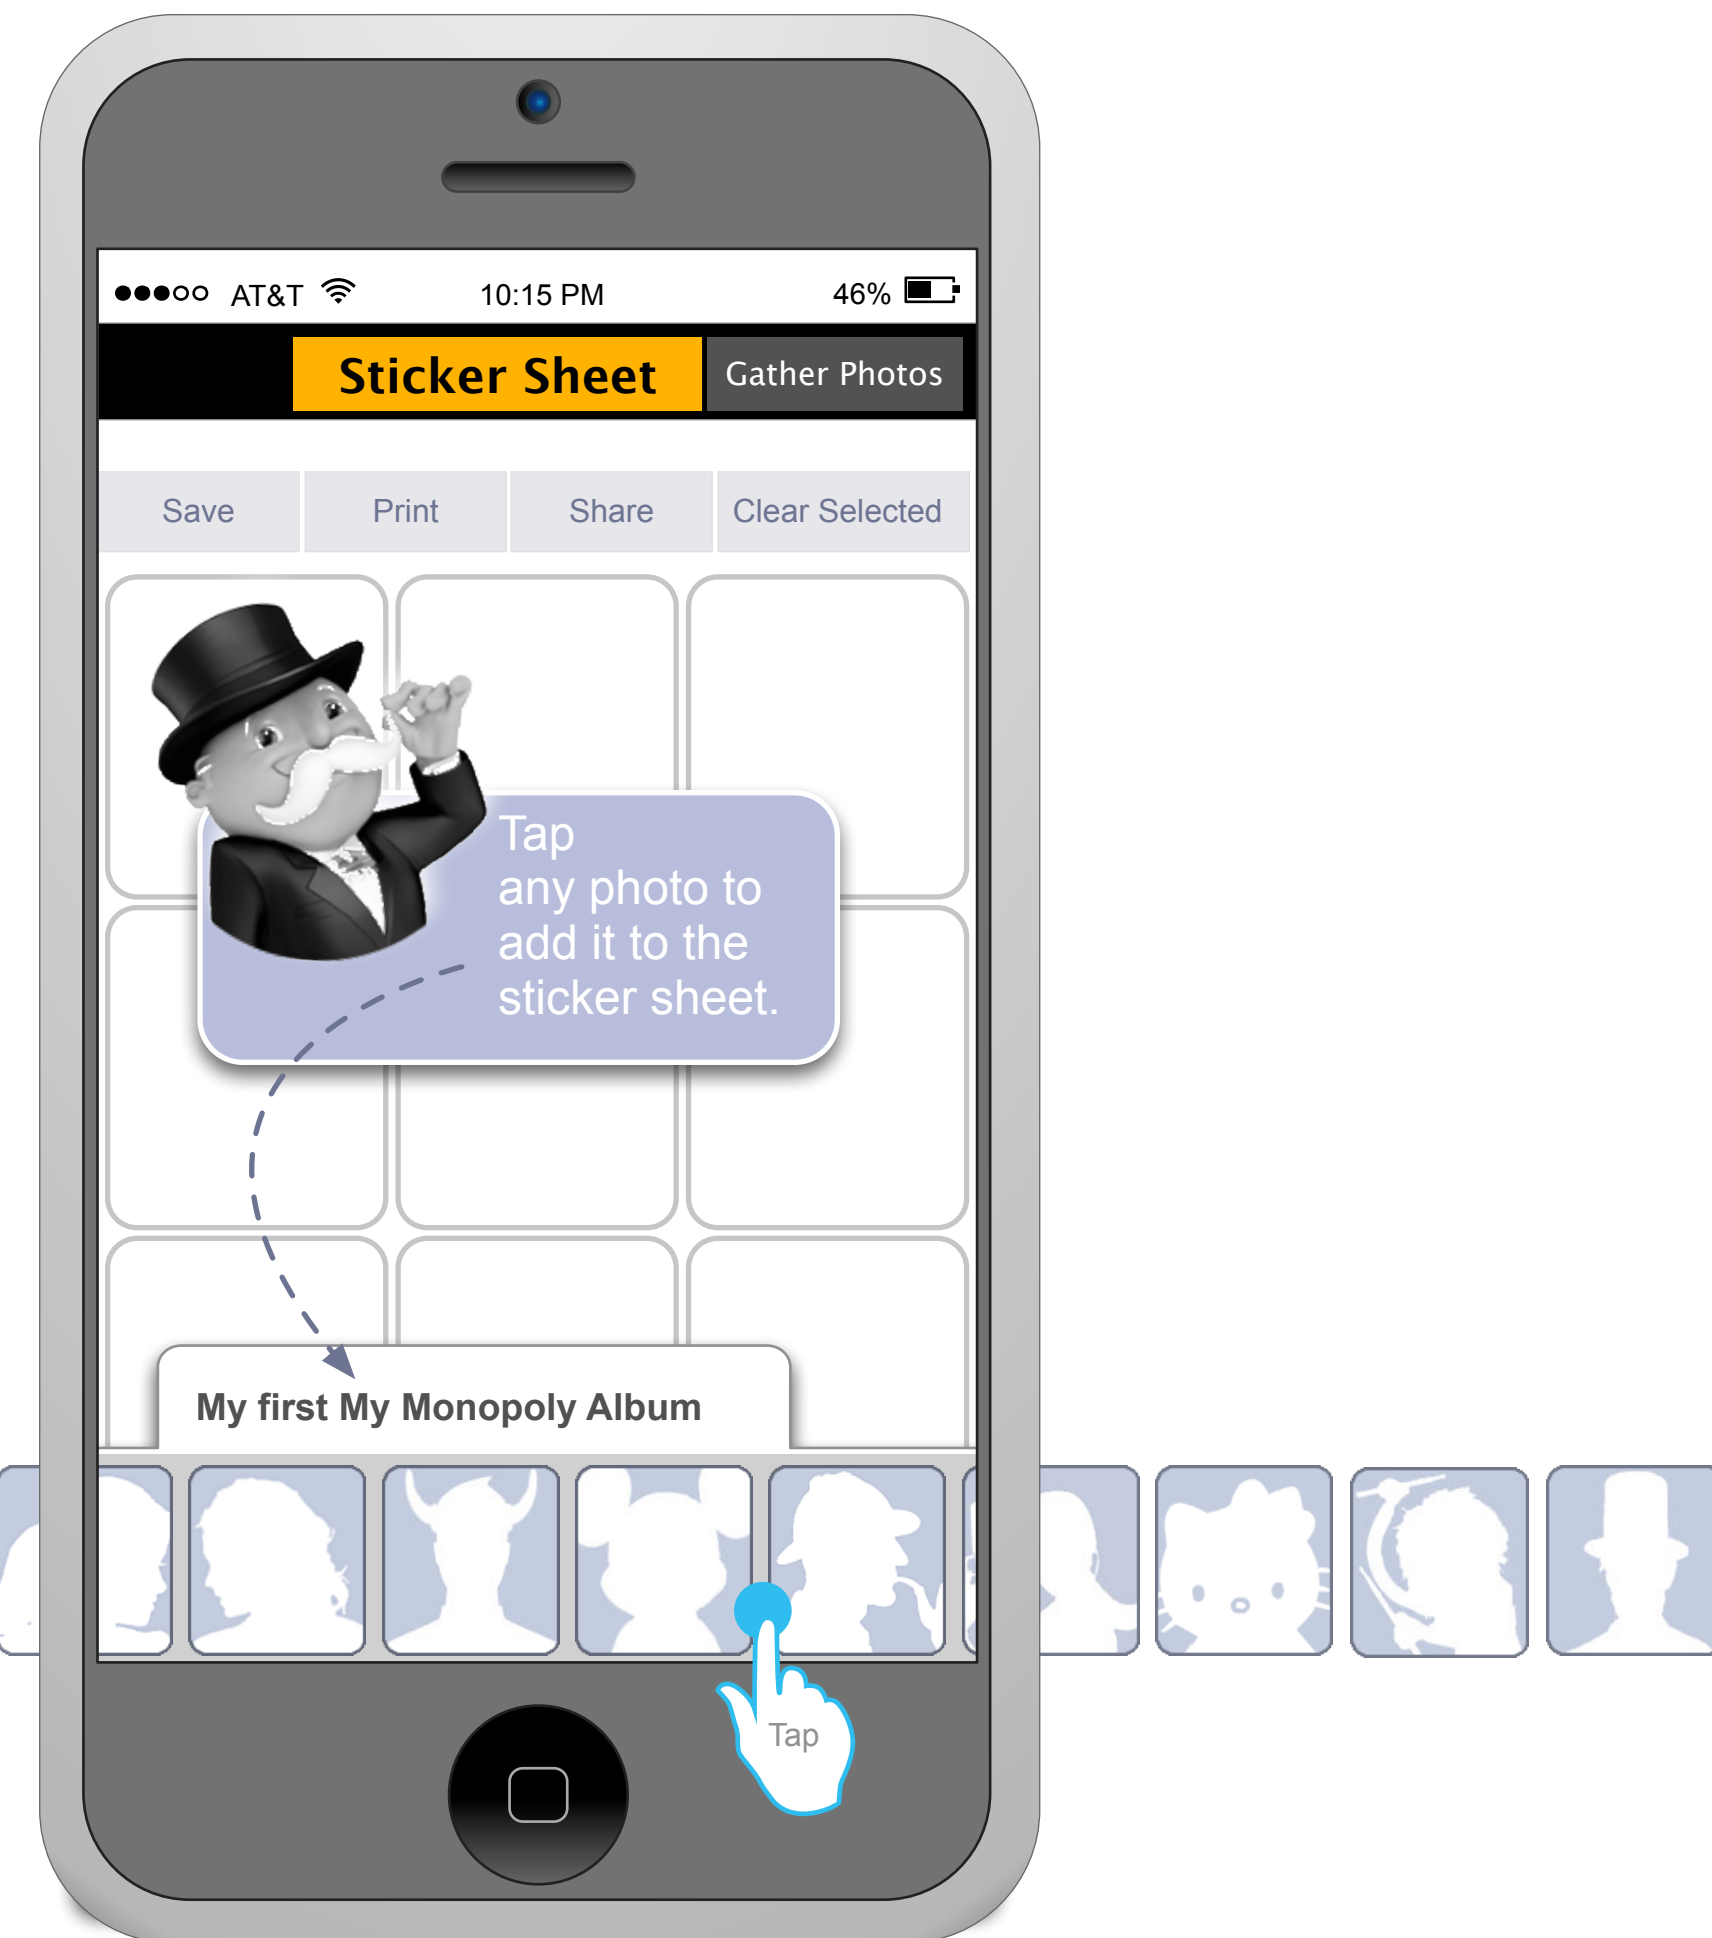 AT&T 10:15 PM 46%
Sticker Sheet Gather Photos
Save Print Share Clear Selected
Tap
any photo to
add it to the
sticker sheet.
My first My Monopoly Album
Tap